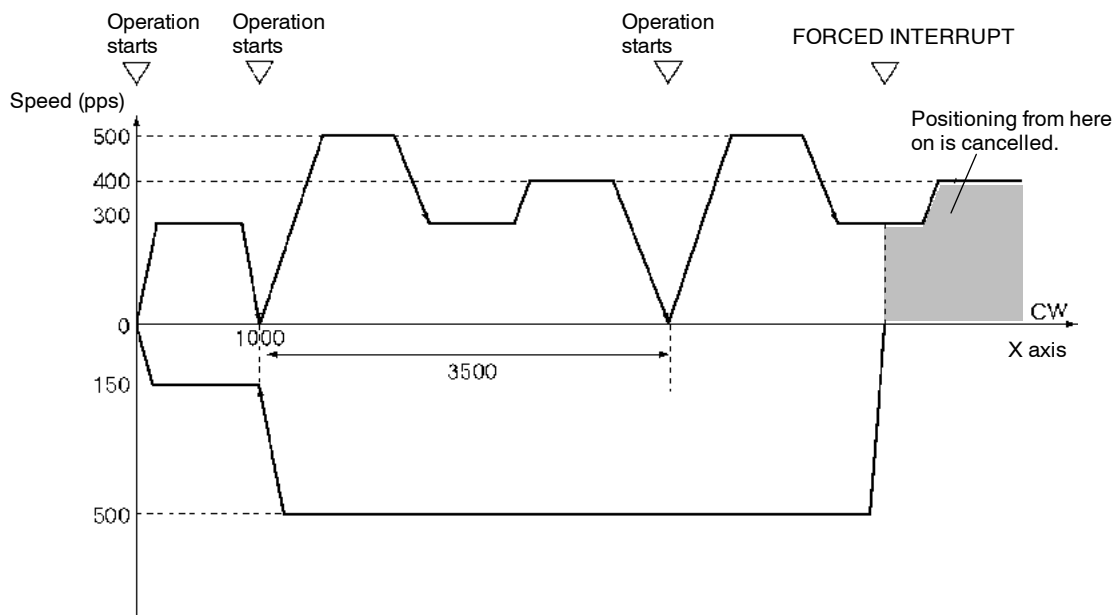 Operation
starts
Operation
starts
Operation
starts
FORCED INTERRUPT
Speed (pps)
Positioning from here
on is cancelled.
500
400
300
0
1000
CW
X axis
3500
150
500